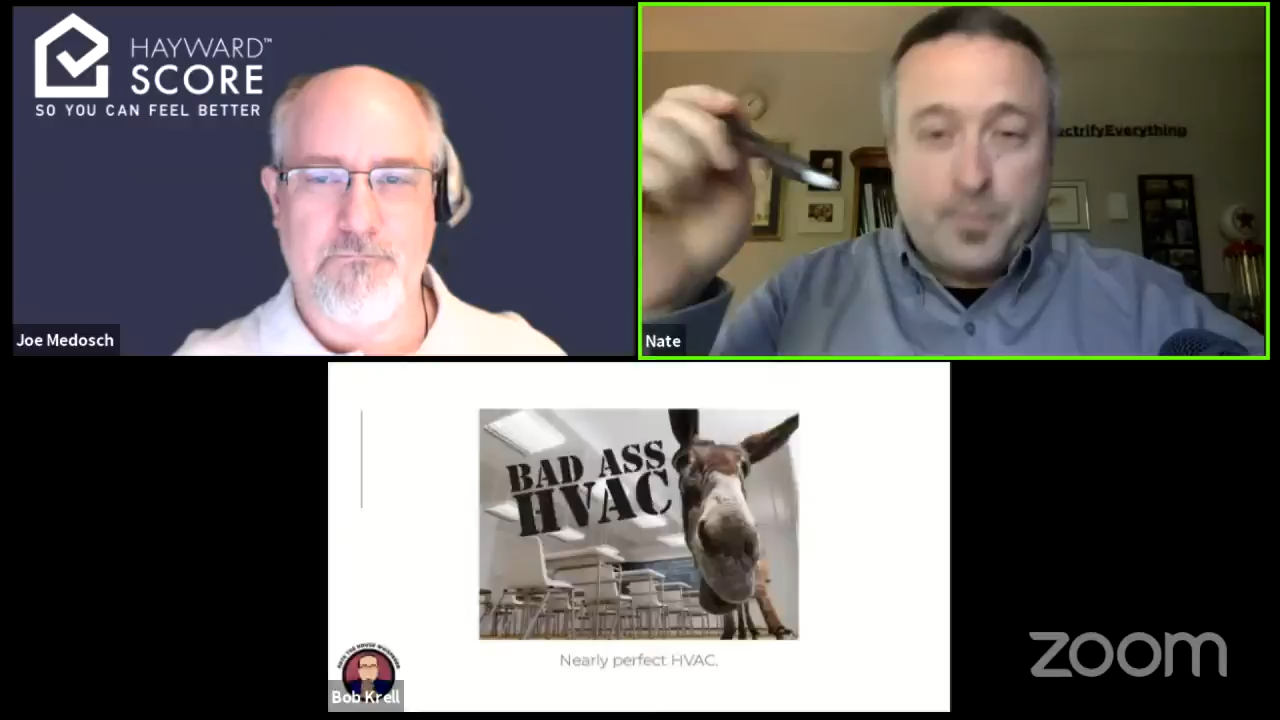 HAYWARD™
SCORE
SO YOU CAN FEEL BETTER
Joe Medosch
ctrifyEverything
Nate
BAD ASS
HVAC
Nearly perfect HVAC.
Bob Krell
zoom